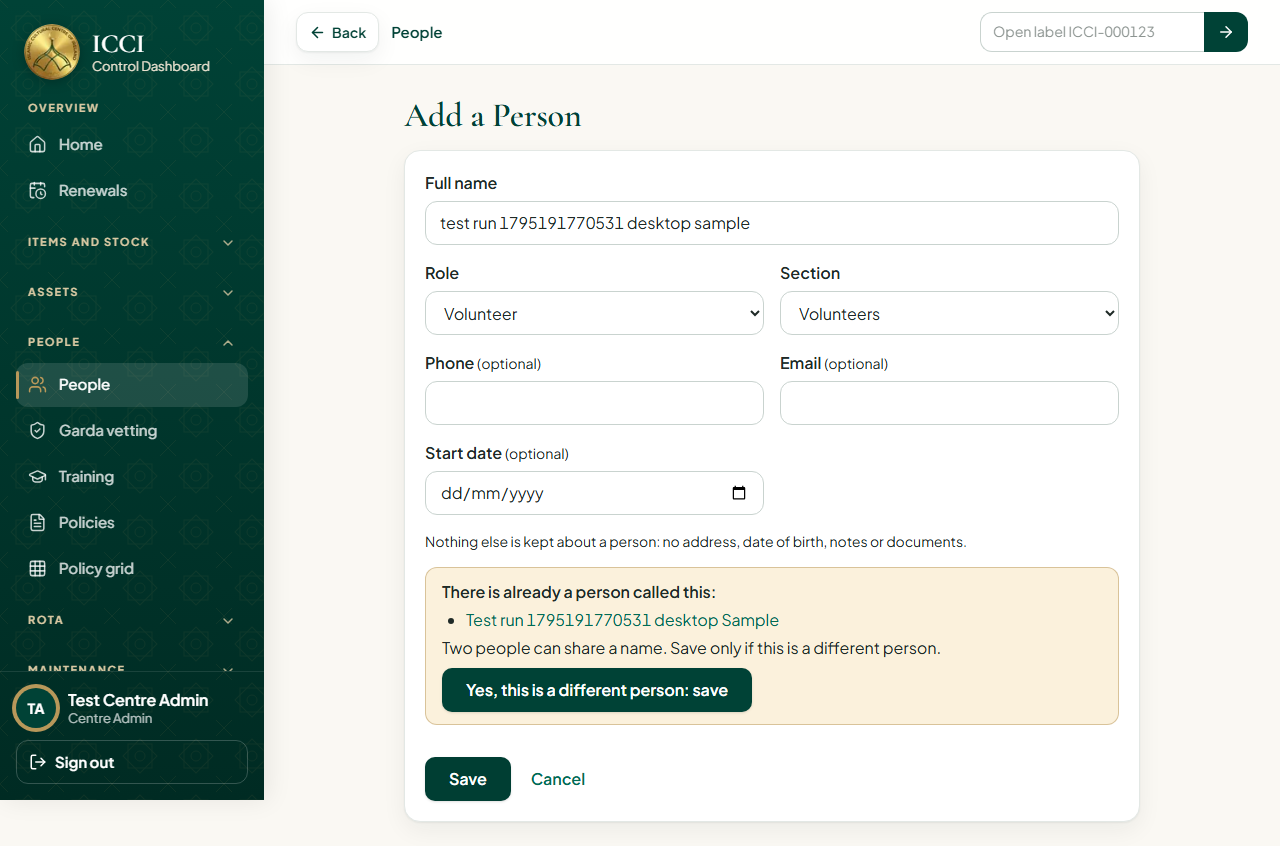 ICCI
Control Dashboard
OVERVIEW
Home
Renewals
ITEMS AND STOCK
ASSETS
PEOPLE
People
Garda vetting
Training
Policies
Policy grid
ROTA
MAINTENANCE
TA
Test Centre Admin
Centre Admin
Sign out
Back
People
Open label ICCI-000123
Add a Person
Full name
test run 1795191770531 desktop sample
Role
Section
Volunteer
Volunteers
Phone (optional)
Email (optional)
Start date (optional)
dd/mm/yyyy
Nothing else is kept about a person: no address, date of birth, notes or documents.
There is already a person called this:
Test run 1795191770531 desktop Sample
Two people can share a name. Save only if this is a different person.
Yes, this is a different person: save
Save
Cancel